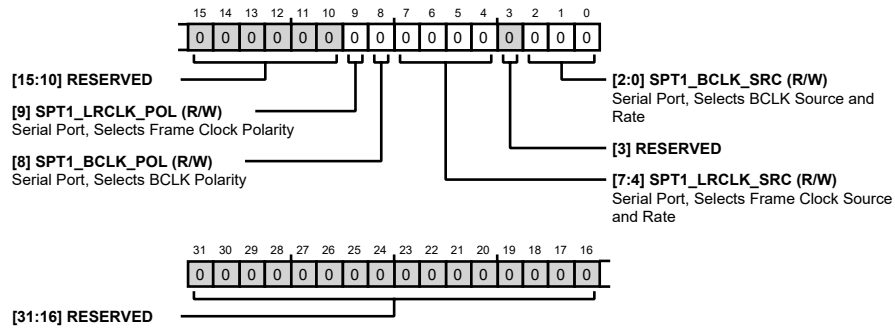 15 14 13 12 11 10 9 8 7 6 5 4 3 2 1 0
0 0 0 0 0 0 0 0 0 0 0 0 0 0 0 0
[15:10] RESERVED
[9] SPT1_LRCLK_POL (R/W)
Serial Port, Selects Frame Clock Polarity
[8] SPT1_BCLK_POL (R/W)
Serial Port, Selects BCLK Polarity
[2:0] SPT1_BCLK_SRC (R/W)
Serial Port, Selects BCLK Source and
Rate
[3] RESERVED
[7:4] SPT1_LRCLK_SRC (R/W)
Serial Port, Selects Frame Clock Source
and Rate
31 30 29 28 27 26 25 24 23 22 21 20 19 18 17 16
0 0 0 0 0 0 0 0 0 0 0 0 0 0 0 0
[31:16] RESERVED